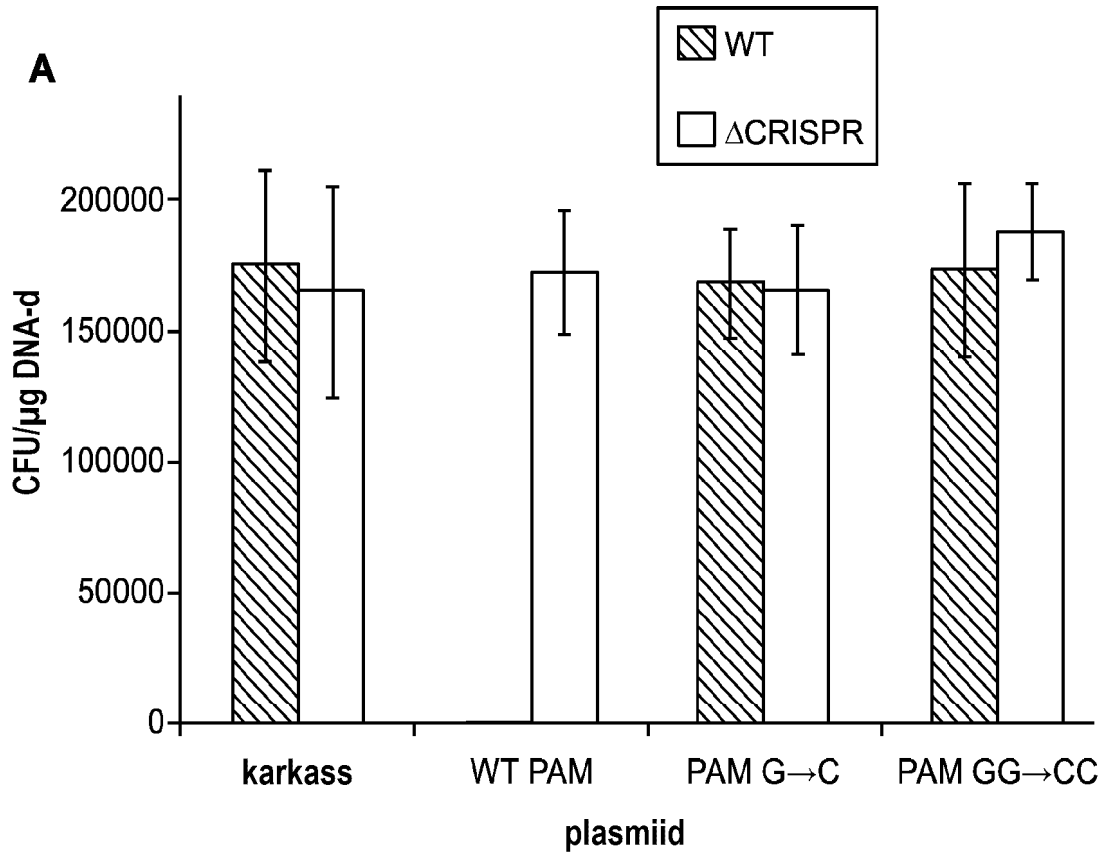 A
WT
ΔCRISPR
CFU/µg DNA-d
200000
150000
100000
50000
0
karkass
WT PAM
PAM G→C
PAM GG→CC
plasmiid